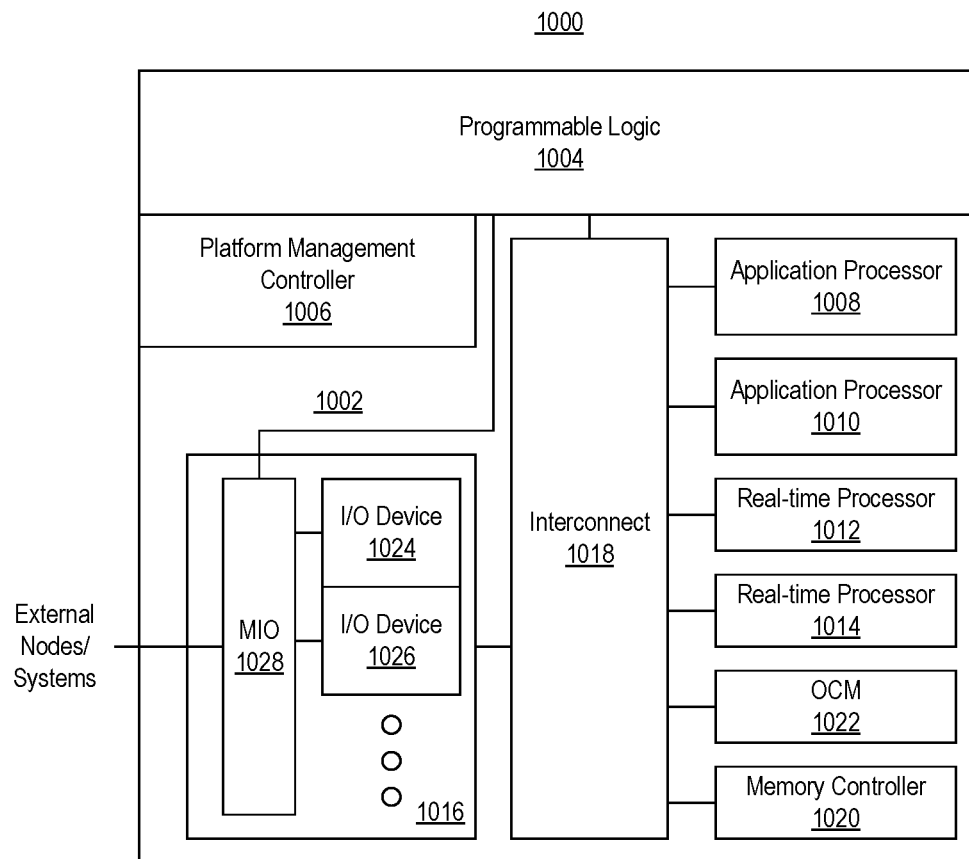 1000
Programmable Logic
1004
Platform Management
Controller
1006
Application Processor
1008
1002
Application Processor
1010
I/O Device
1024
Real-time Processor
1012
Interconnect
1018
External
Nodes/
Systems
MIO
1028
I/O Device
1026
Real-time Processor
1014
OCM
1022
1016
Memory Controller
1020